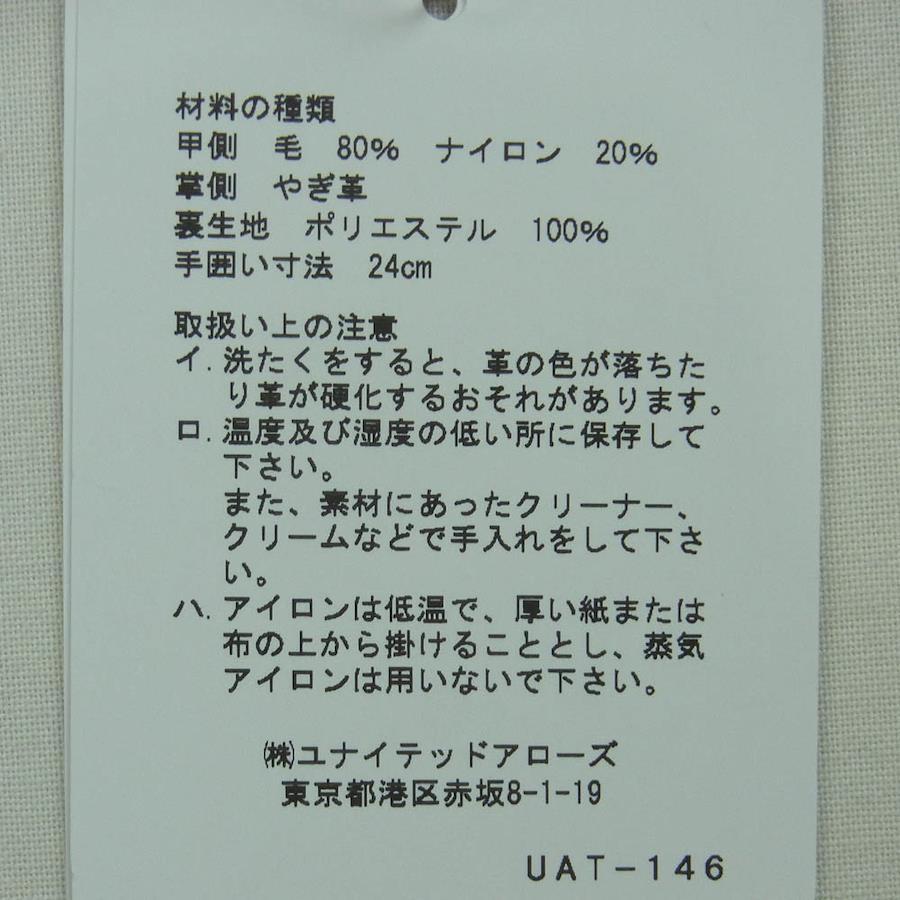 材料の種類
甲側　毛　80%　ナイロン　20%
掌側　やぎ革
裏生地　ポリエステル　100%
手囲い寸法　24cm
取扱い上の注意
イ.洗たくをすると、革の色が落ちた
り革が硬化するおそれがあります。
ロ.温度及び湿度の低い所に保存して
下さい。
また、素材にあったクリーナー、
クリームなどで手入れをして下さ
い。
ハ.アイロンは低温で、厚い紙または
布の上から掛けることとし、蒸気
アイロンは用いないで下さい。
㈱ユナイテッドアローズ
東京都港区赤坂8-1-19
UAT-146